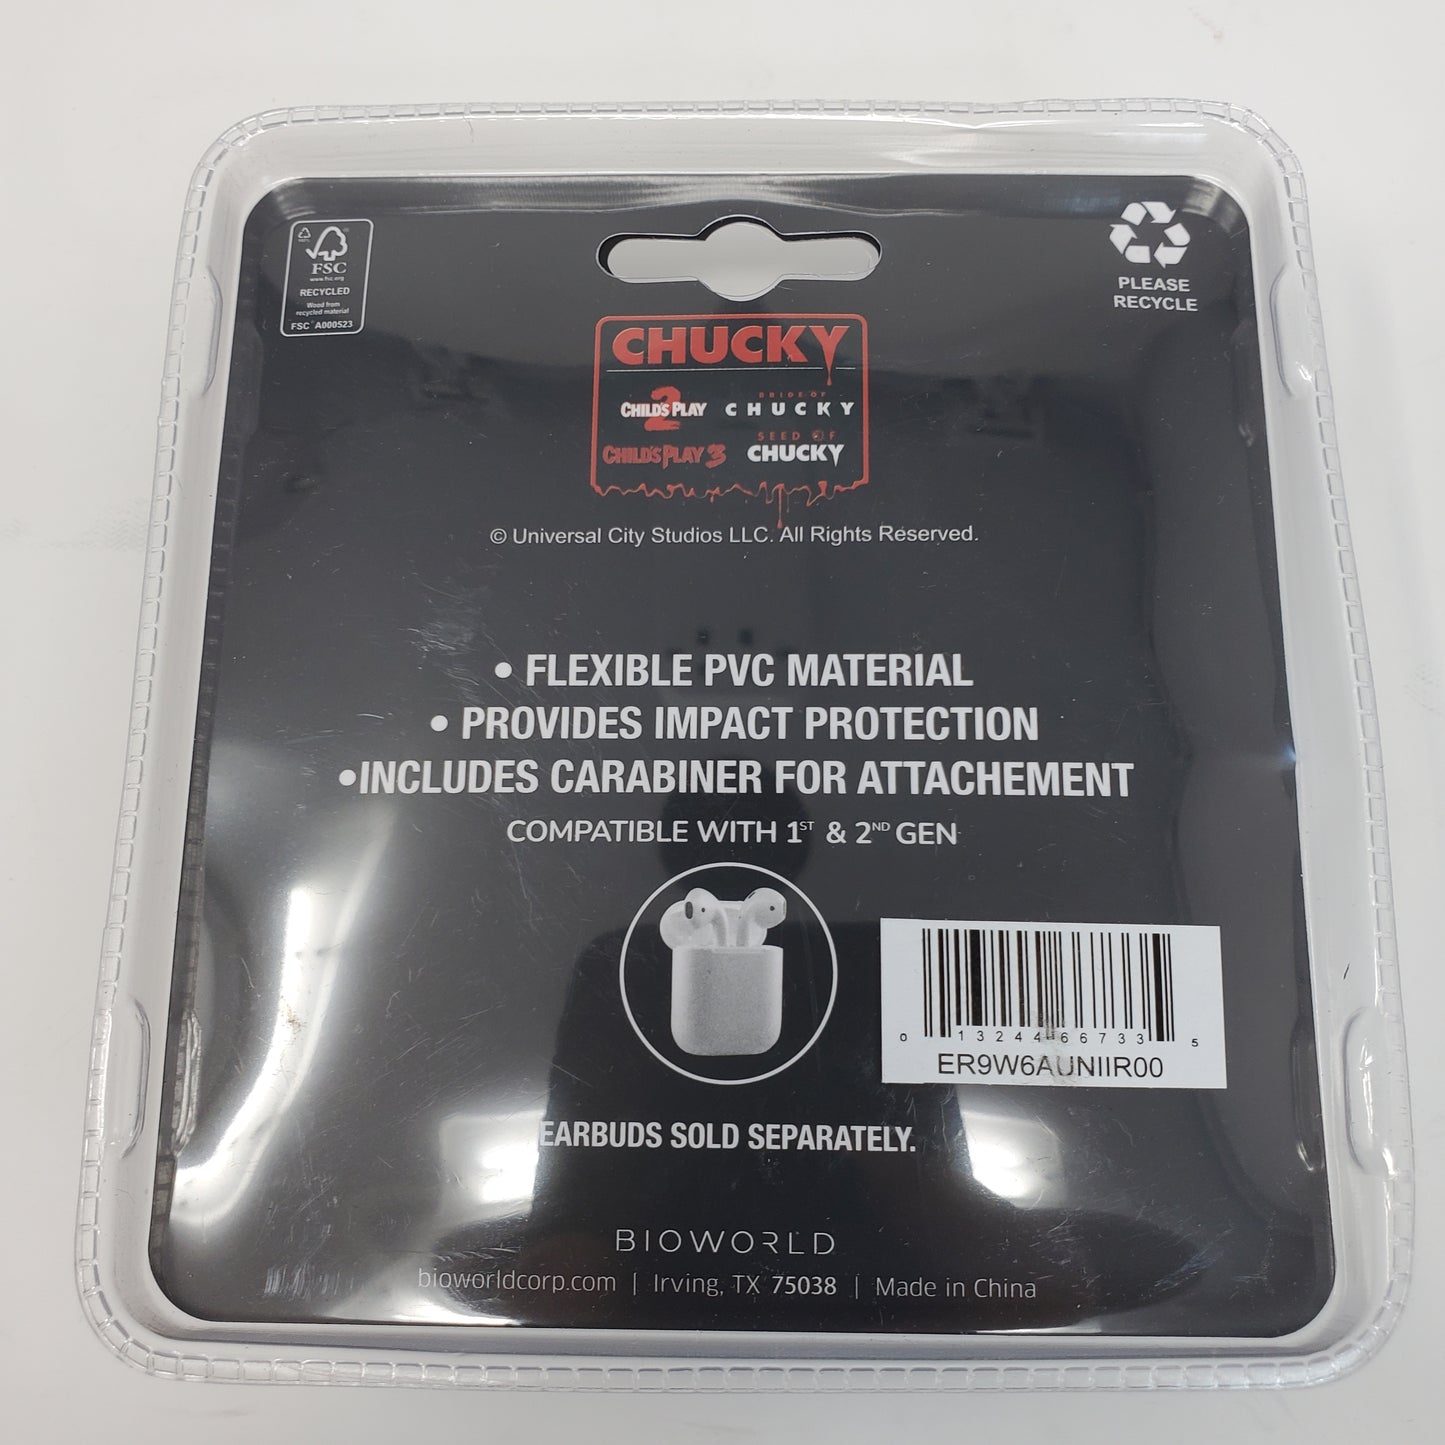 FSC
www.fsc.org
RECYCLED
Wood from
recycled material
FSC® A000523
PLEASE
RECYCLE
CHUCKY
CHILD'S PLAY 2
BRIDE OF
CHUCKY
CHILD'S PLAY 3
SEED OF
CHUCKY
© Universal City Studios LLC. All Rights Reserved.
• FLEXIBLE PVC MATERIAL
• PROVIDES IMPACT PROTECTION
•INCLUDES CARABINER FOR ATTACHEMENT
COMPATIBLE WITH 1ST & 2ND GEN
0 13244 66733 5
ER9W6AUNIIR00
EARBUDS SOLD SEPARATELY.
BIOWORLD
bioworldcorp.com | Irving, TX 75038 | Made in China